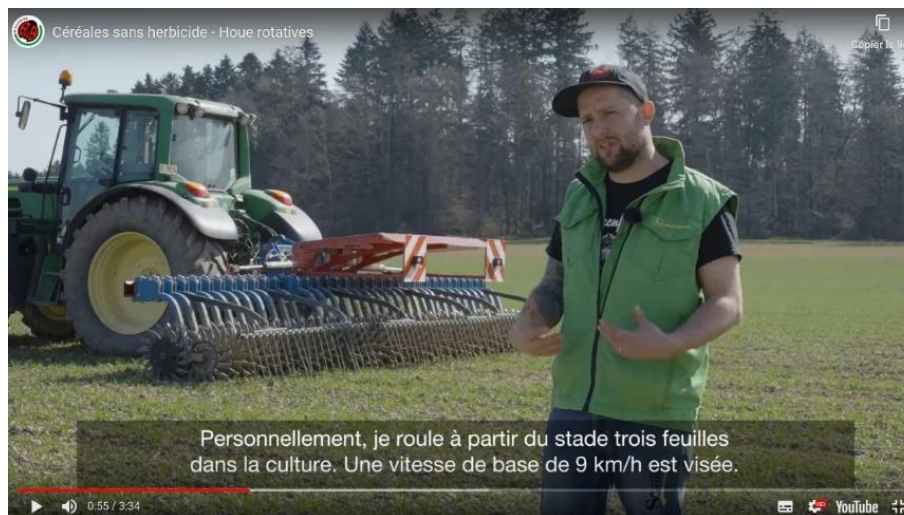 Céréales sans herbicide - Houe rotatives
Copier le li
Personnellement, je roule à partir du stade trois feuilles
dans la culture. Une vitesse de base de 9 km/h est visée.
0:55 / 3:34
YouTube